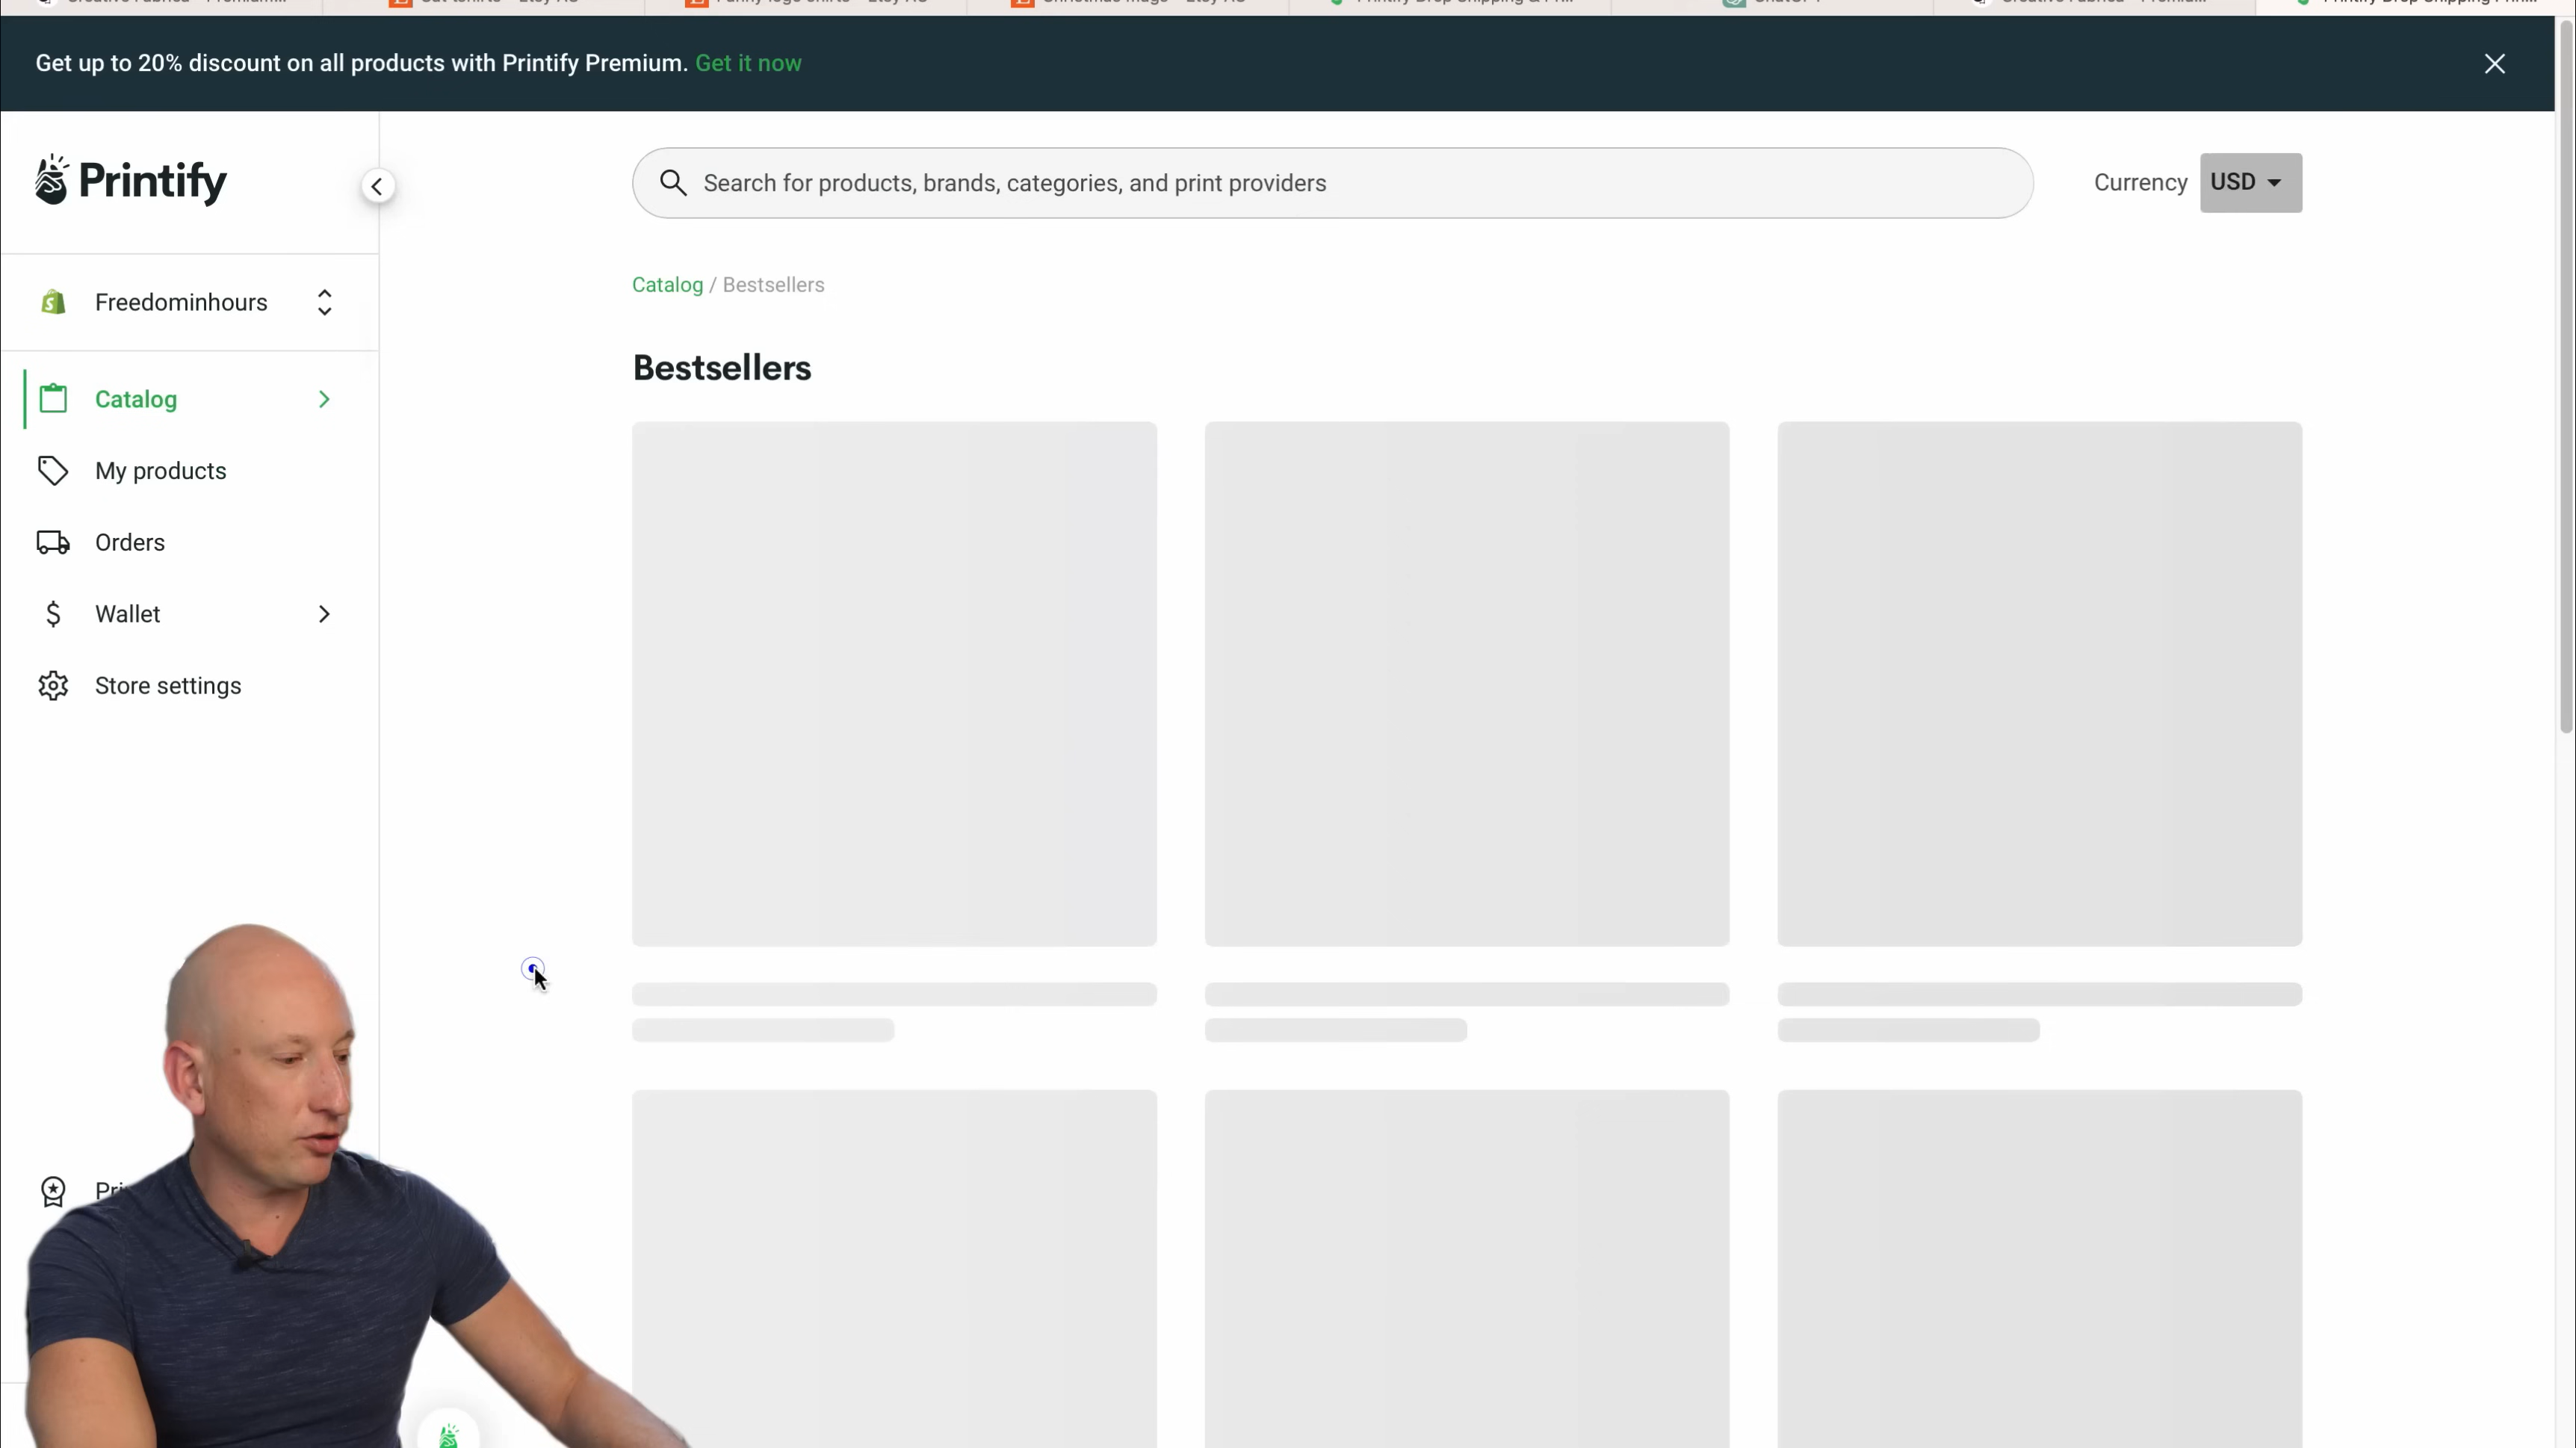 Get up to 20% discount on all products with Printify Premium. Get it now
Printify
Search for products, brands, categories, and print providers
Currency USD
Freedominhours
Catalog / Bestsellers
Bestsellers
Catalog
My products
Orders
Wallet
Store settings